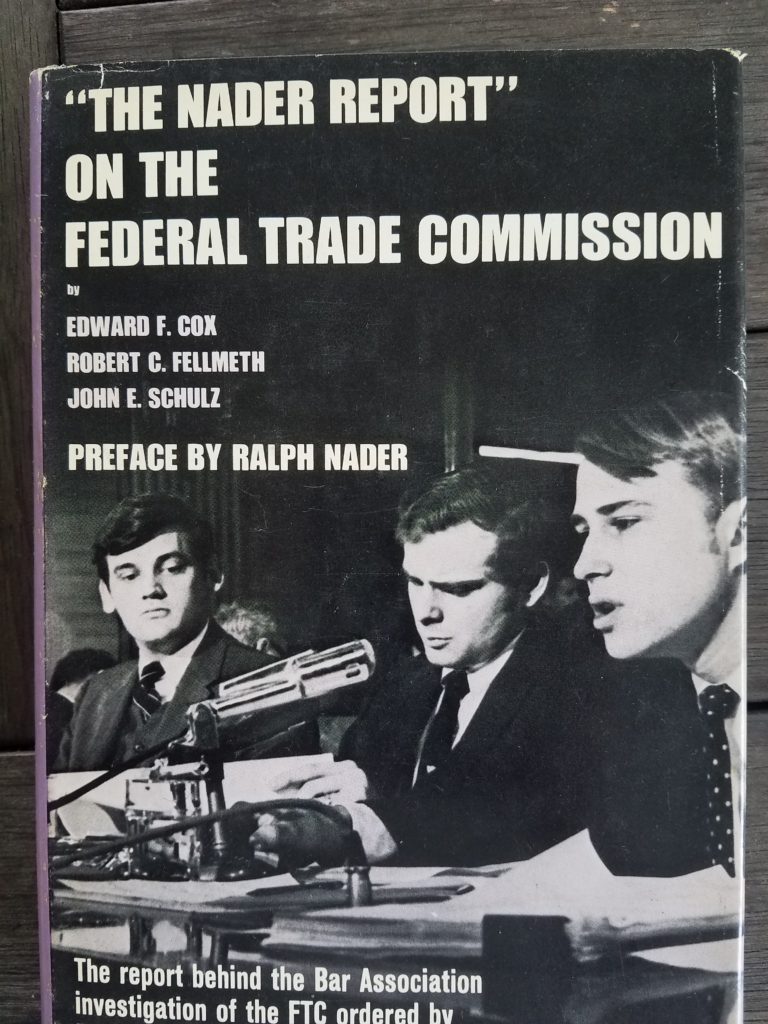 “THE NADER REPORT”
ON THE
FEDERAL TRADE COMMISSION
by
EDWARD F. COX
ROBERT C. FELLMETH
JOHN E. SCHULZ
PREFACE BY RALPH NADER
The report behind the Bar Association
investigation of the FTC ordered by